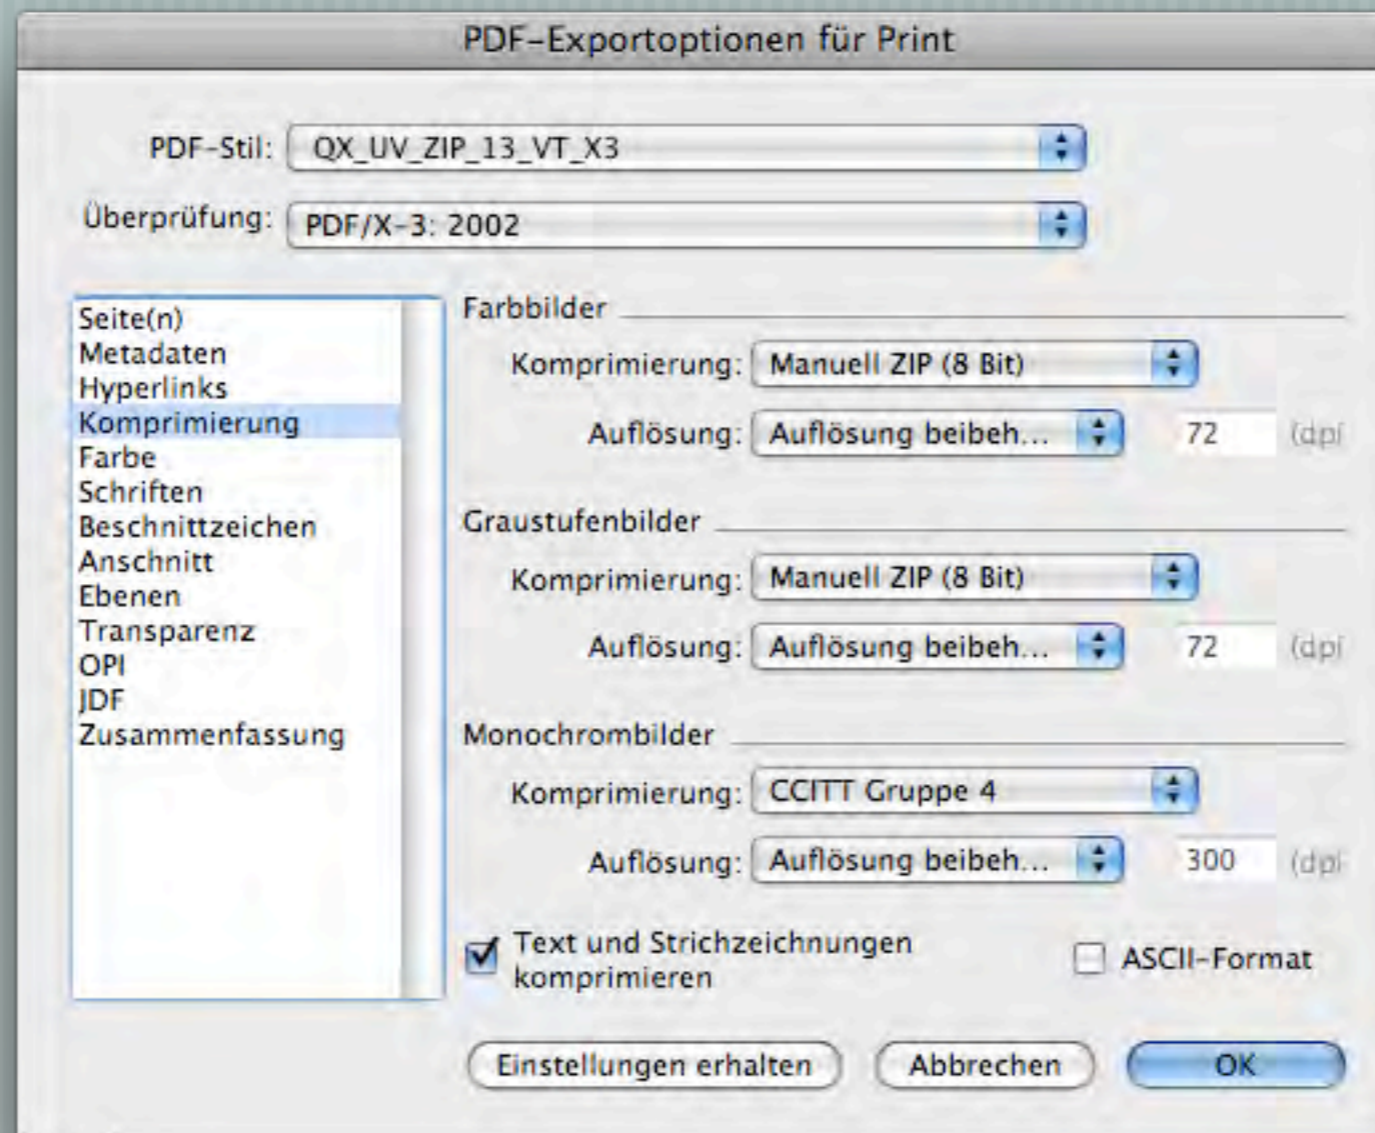 PDF-Exportoptionen für Print
PDF-Stil: QX_UV_ZIP_13_VT_X3
Überprüfung: PDF/X-3: 2002
Seite(n)
Metadaten
Hyperlinks
Komprimierung
Farbe
Schriften
Beschnittzeichen
Anschnitt
Ebenen
Transparenz
OPI
JDF
Zusammenfassung
Farbbilder
Komprimierung: Manuell ZIP (8 Bit)
Auflösung: Auflösung beibeh... 72 (dpi
Graustufenbilder
Komprimierung: Manuell ZIP (8 Bit)
Auflösung: Auflösung beibeh... 72 (dpi
Monochrombilder
Komprimierung: CCITT Gruppe 4
Auflösung: Auflösung beibeh... 300 (dpi
Text und Strichzeichnungen
komprimieren
ASCII-Format
Einstellungen erhalten Abbrechen OK